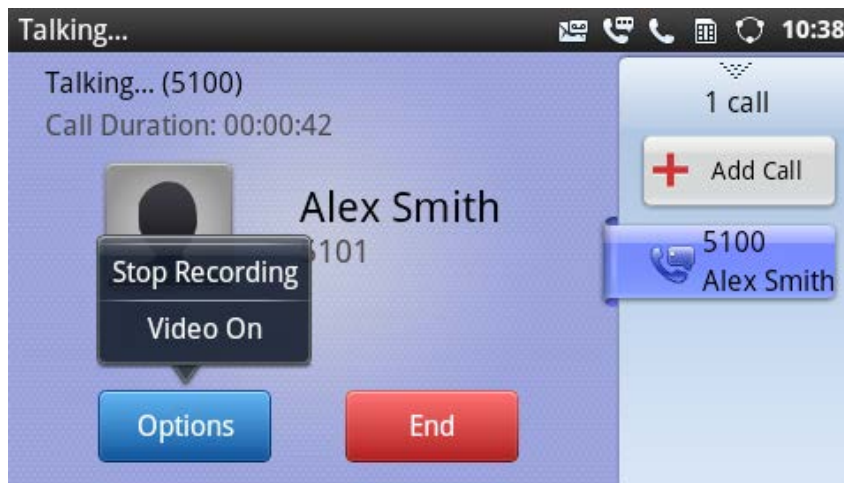 Talking...
10:38
Talking... (5100)
Call Duration: 00:00:42
Alex Smith
101
Stop Recording
Video On
Options
End
1 call
Add Call
5100
Alex Smith